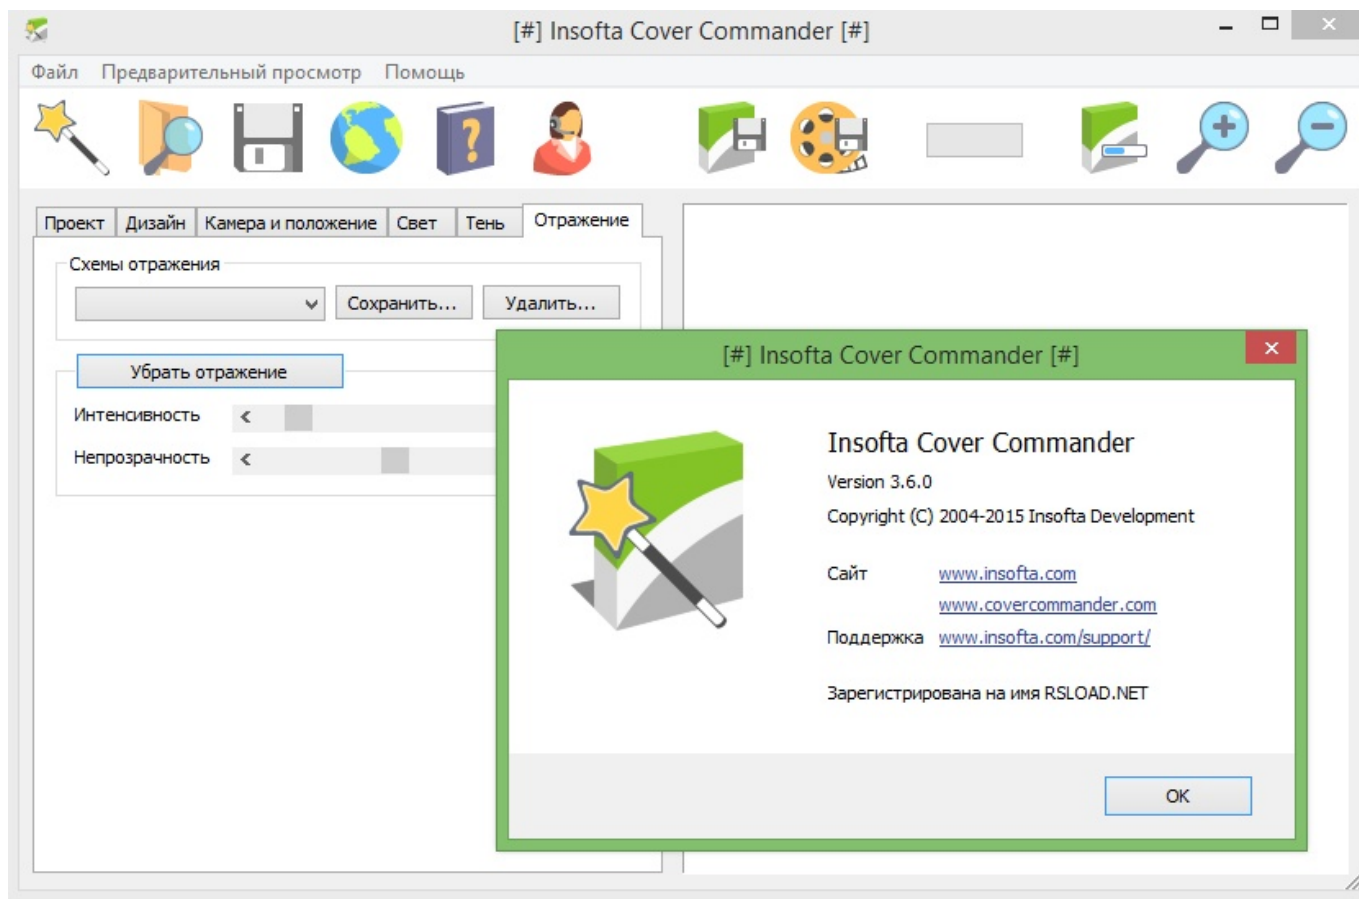 [#] Insofta Cover Commander [#]
Файл Предварительный просмотр Помощь
Проект Дизайн Камера и положение Свет Тень Отражение
Схемы отражения
Сохранить... Удалить...
Убрать отражение
Интенсивность
Непрозрачность
[#] Insofta Cover Commander [#]
Insofta Cover Commander
Version 3.6.0
Copyright (C) 2004-2015 Insofta Development
Сайт www.insofta.com
www.covercommander.com
Поддержка www.insofta.com/support/
Зарегистрирована на имя RSLOAD.NET
OK